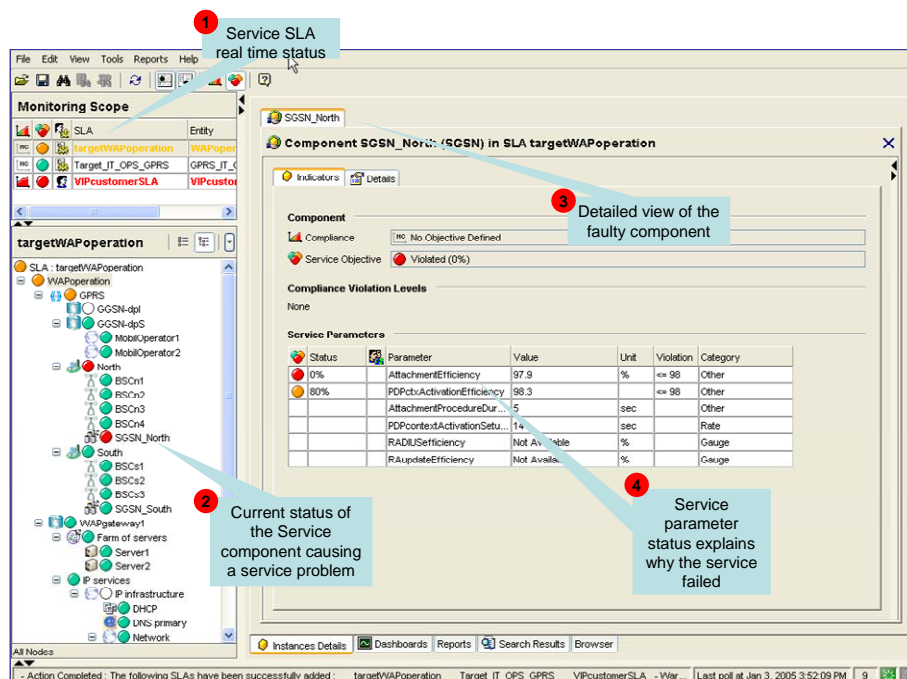 1
Service SLA
real time status
File Edit View Tools Reports Help
Monitoring Scope
SLA Entity
NC targetWAPoperation WAPoper
NC Target_IT_OPS_GPRS GPRS_IT_
VIPcustomerSLA VIPcustor
targetWAPoperation
SLA : targetWAPoperation
WAPoperation
GPRS
GGSN-dpl
GGSN-dpS
MobilOperator1
MobilOperator2
North
BSCn1
BSCn2
BSCn3
BSCn4
SGSN_North
South
BSCs1
BSCs2
BSCs3
SGSN_South
WAPgateway1
Farm of servers
Server1
Server2
IP services
IP infrastructure
DHCP
DNS primary
Network
All Nodes
2
Current status of
the Service
component causing
a service problem
SGSN_North
Component SGSN_North (SGSN) in SLA targetWAPoperation
Indicators Details
3
Detailed view of the
faulty component
Component
Compliance NC No Objective Defined
Service Objective Violated (0%)
Compliance Violation Levels
None
Service Parameters
Status Parameter Value Unit Violation Category
0% AttachmentEfficiency 97.9 % <= 98 Other
80% PDPctxActivationEfficiency 98.3 <= 98 Other
AttachmentProcedureDur... 5 sec Other
PDPcontextActivationSetu... 14 sec Rate
RADIUSefficiency Not Available % Gauge
RAupdateEfficiency Not Available % Gauge
4
Service
parameter
status explains
why the service
failed
Instances Details Dashboards Reports Search Results Browser
- Action Completed : The following SLAs have been successfully added : targetWAPoperation Target_IT_OPS_GPRS VIPcustomerSLA - War... Last poll at Jan 3, 2005 3:52:09 PM 9